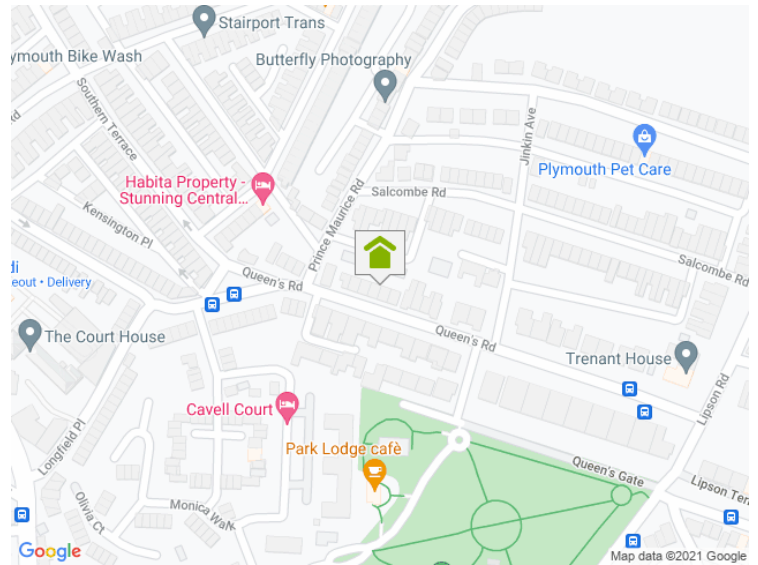 Stairport Trans
ymouth Bike Wash
Butterfly Photography
Southern Terrace
Jinkin Ave
Plymouth Pet Care
Habita Property -
Stunning Central...
Salcombe Rd
Prince Maurice Rd
Kensington Pl
Salcombe Rd
di
eout • Delivery
Queen's Rd
The Court House
Queen's Rd
Trenant House
Lipson Rd
Cavell Court
Longfield Pl
Park Lodge cafè
Queen's Gate
Lipson Ter
Olivia Ct
Monica Walk
Google
Map data ©2021 Google